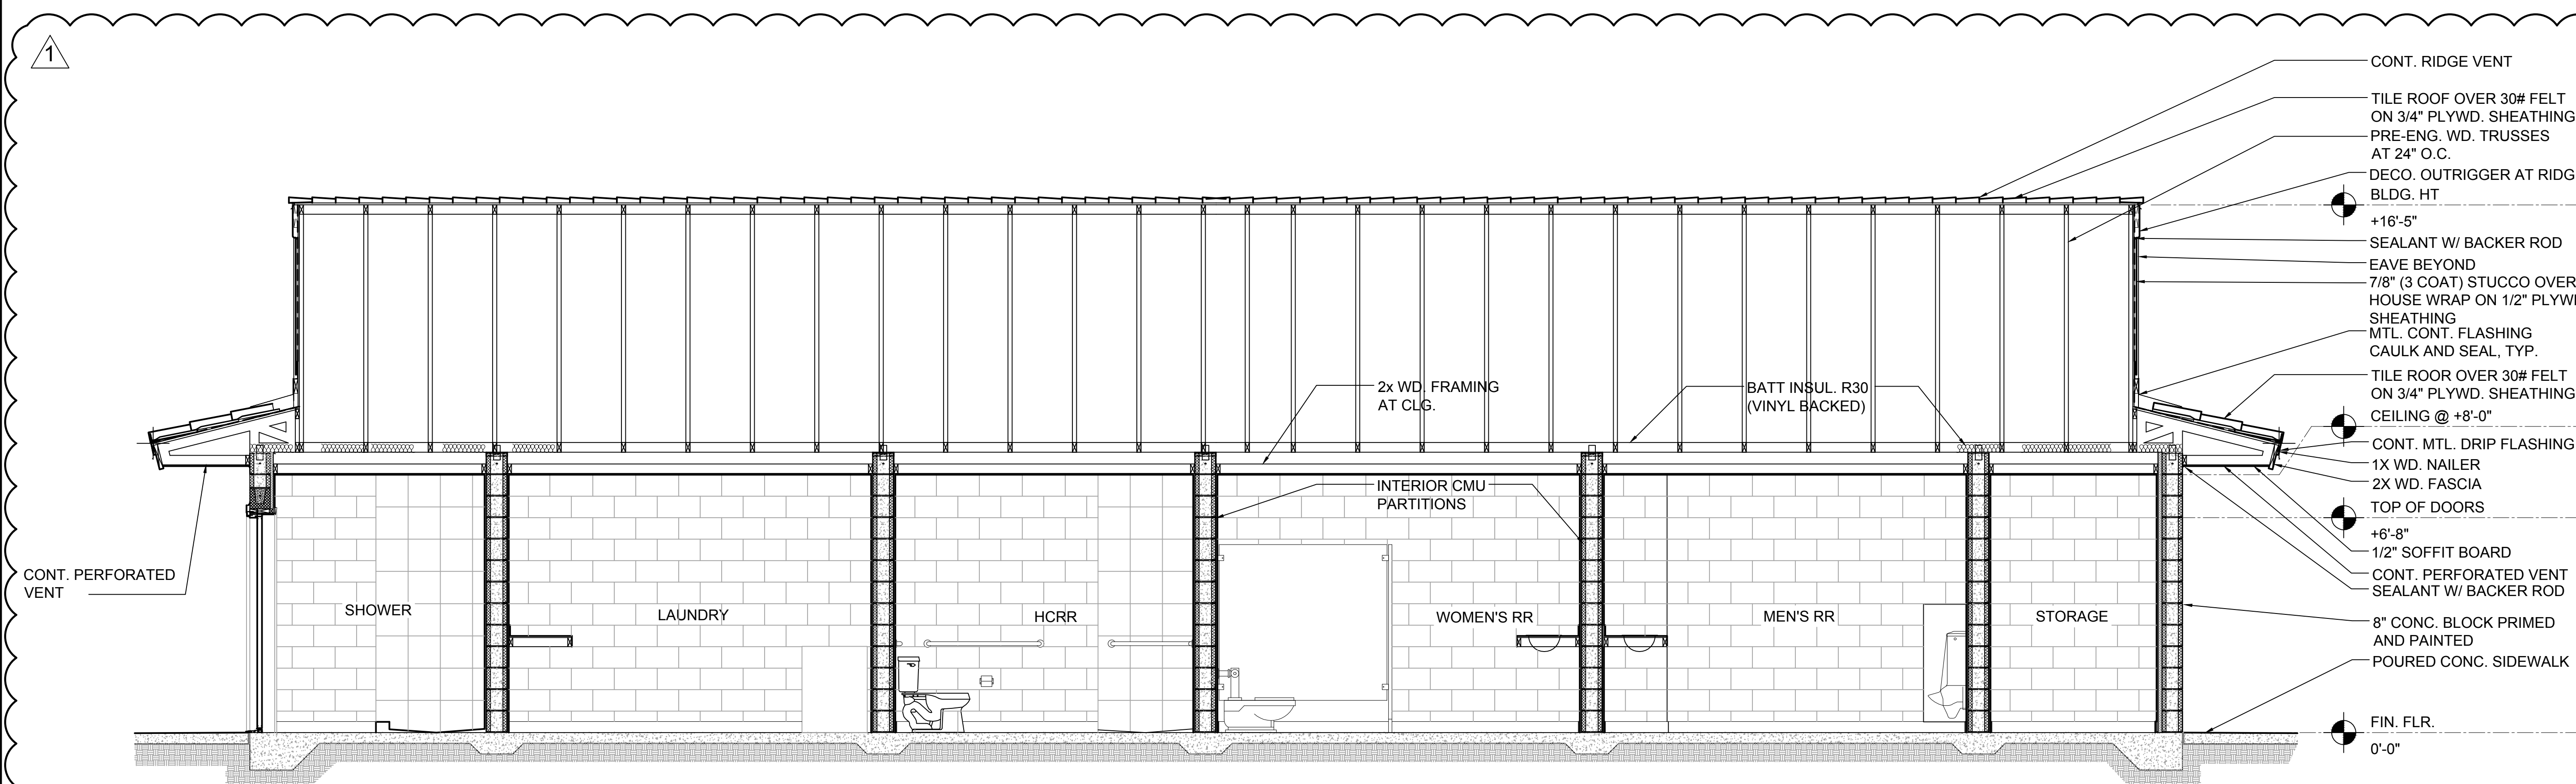 1
CONT. RIDGE VENT
TILE ROOF OVER 30# FELT
ON 3/4" PLYWD. SHEATHING
PRE-ENG. WD. TRUSSES
AT 24" O.C.
DECO. OUTRIGGER AT RIDG
BLDG. HT
+16'-5"
SEALANT W/ BACKER ROD
EAVE BEYOND
7/8" (3 COAT) STUCCO OVER
HOUSE WRAP ON 1/2" PLYW
SHEATHING
MTL. CONT. FLASHING
CAULK AND SEAL, TYP.
TILE ROOR OVER 30# FELT
ON 3/4" PLYWD. SHEATHING
CEILING @ +8'-0"
CONT. MTL. DRIP FLASHING
1X WD. NAILER
2X WD. FASCIA
TOP OF DOORS
+6'-8"
1/2" SOFFIT BOARD
CONT. PERFORATED VENT
SEALANT W/ BACKER ROD
8" CONC. BLOCK PRIMED
AND PAINTED
POURED CONC. SIDEWALK
FIN. FLR.
0'-0"
2x WD. FRAMING
AT CLG.
BATT INSUL. R30
(VINYL BACKED)
INTERIOR CMU
PARTITIONS
CONT. PERFORATED
VENT
SHOWER
LAUNDRY
HCRR
WOMEN'S RR
MEN'S RR
STORAGE